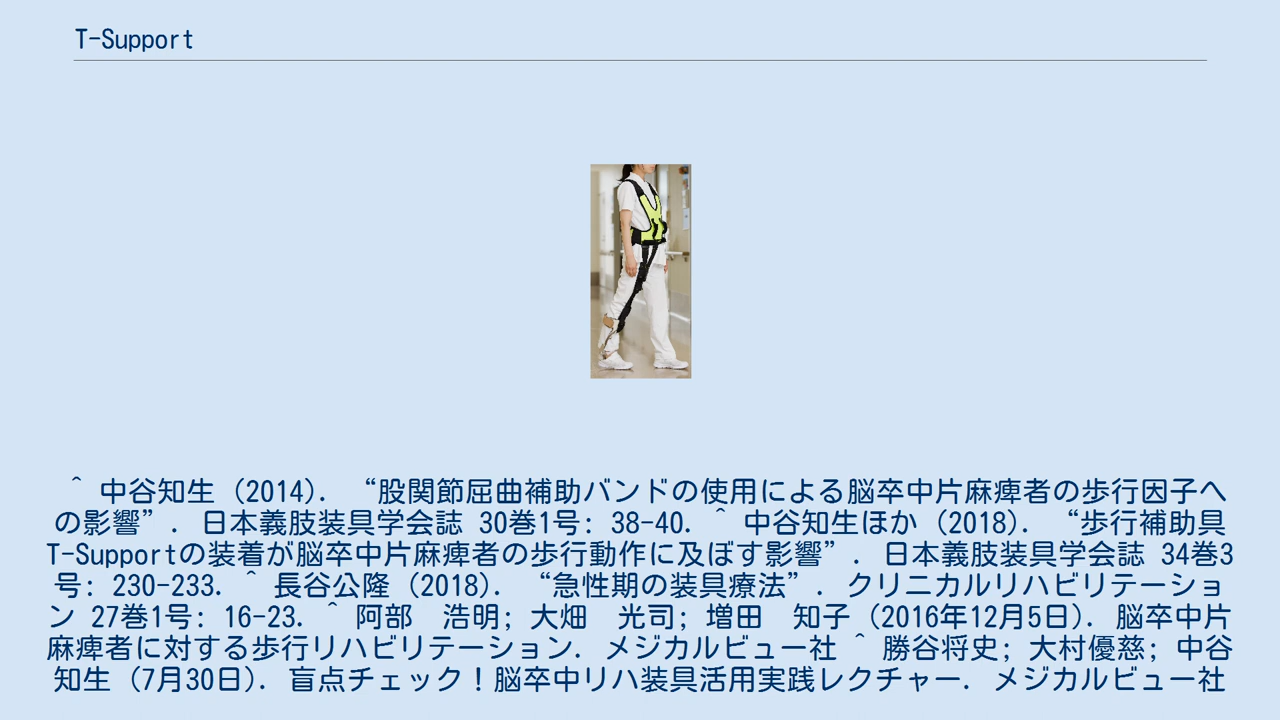 T-Support
^ 中谷知生 (2014). “股関節屈曲補助バンドの使用による脳卒中片麻痺者の歩行因子へ
の影響”. 日本義肢装具学会誌 30巻1号: 38-40. ^ 中谷知生ほか (2018). “歩行補助具
T-Supportの装着が脳卒中片麻痺者の歩行動作に及ぼす影響”. 日本義肢装具学会誌 34巻3
号: 230-233. ^ 長谷公隆 (2018). “急性期の装具療法”. クリニカルリハビリテーショ
ン 27巻1号: 16-23. ^ 阿部　浩明; 大畑　光司; 増田　知子 (2016年12月5日). 脳卒中片
麻痺者に対する歩行リハビリテーション. メジカルビュー社 ^ 勝谷将史; 大村優慈; 中谷
知生 (7月30日). 盲点チェック！脳卒中リハ装具活用実践レクチャー. メジカルビュー社